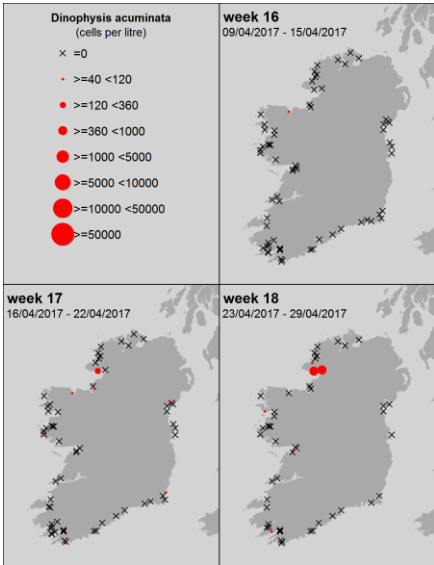 Dinophysis acuminata
(cells per litre)
=0
>=40 <120
>=120 <360
>=360 <1000
>=1000 <5000
>=5000 <10000
>=10000 <50000
>=50000
week 16
09/04/2017 - 15/04/2017
week 17
16/04/2017 - 22/04/2017
week 18
23/04/2017 - 29/04/2017